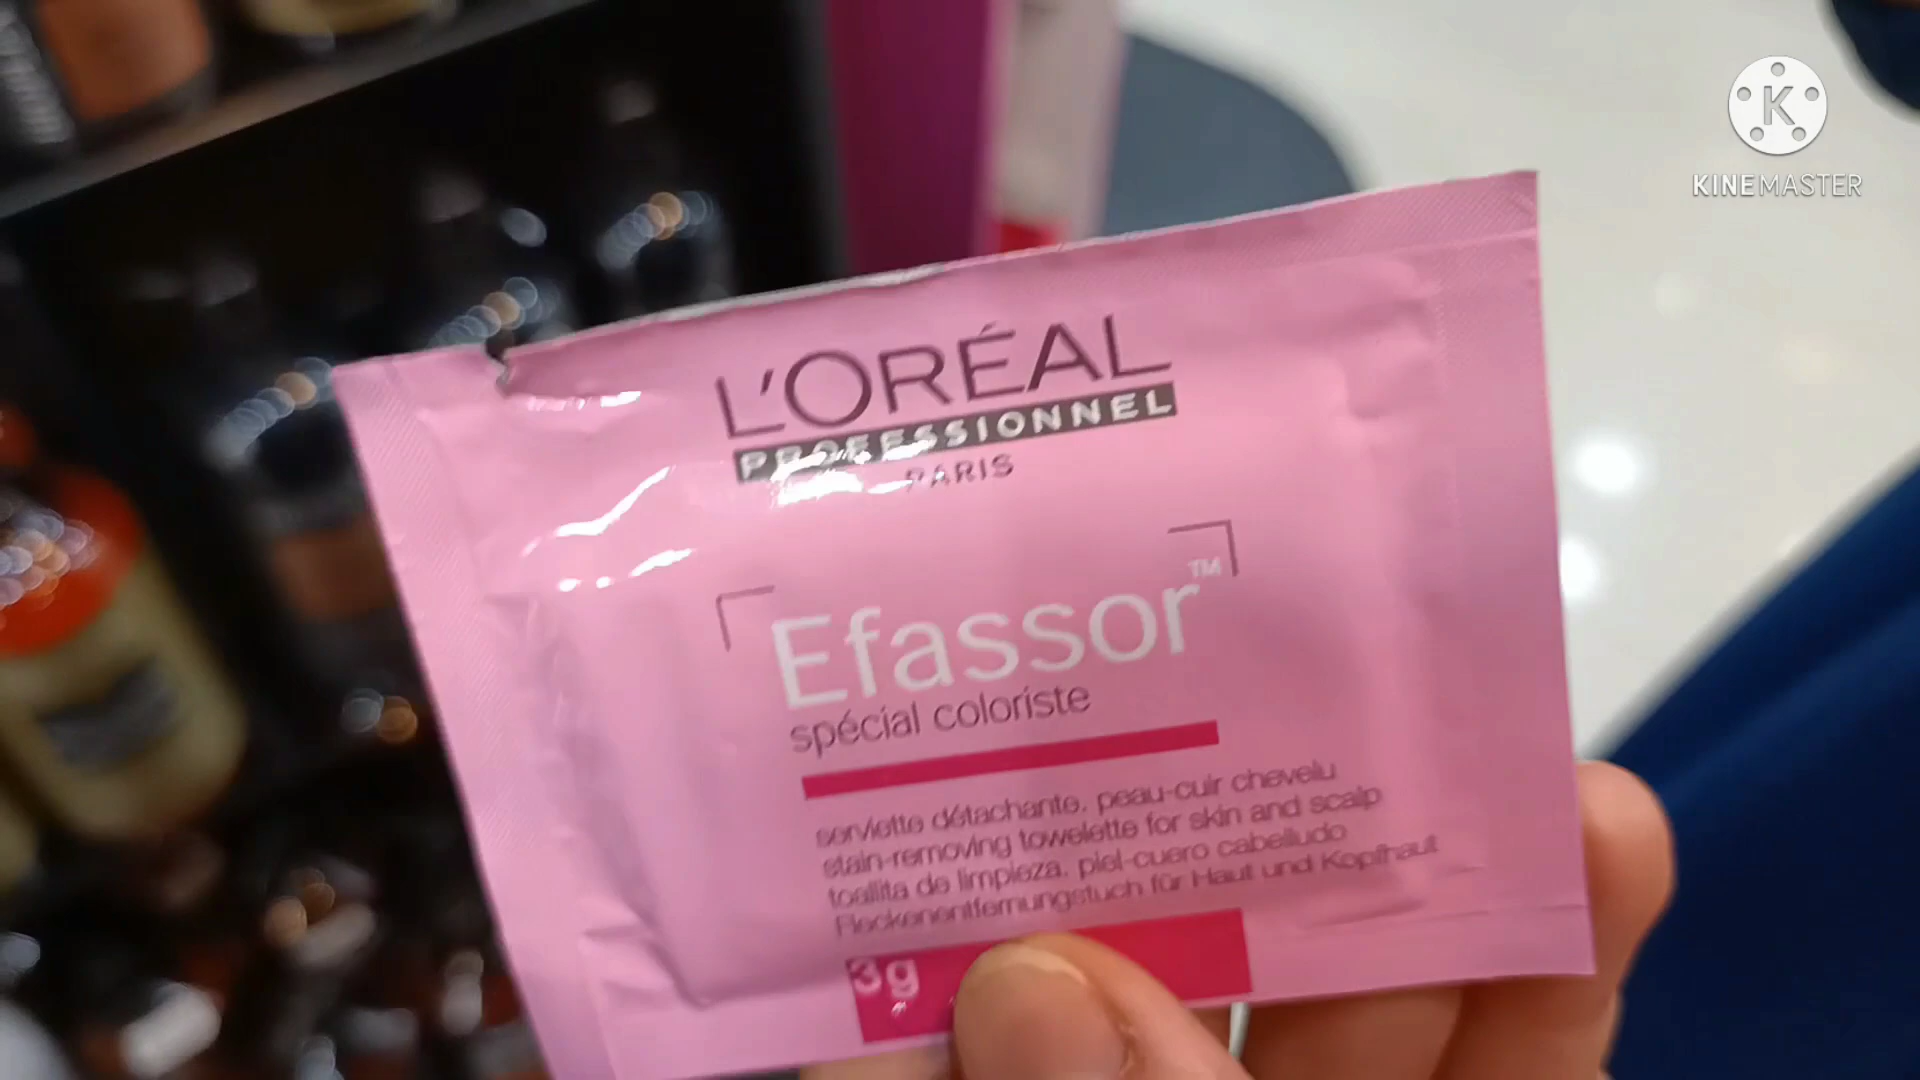 K
KINEMASTER
L'ORÉAL
PROFESSIONNEL
PARIS
Efassor™
spécial coloriste
serviette détachante, peau-cuir chevelu
stain-removing towelette for skin and scalp
toallita de limpieza, piel-cuero cabelludo
Fleckenentfernungstuch für Haut und Kopfhaut
3g